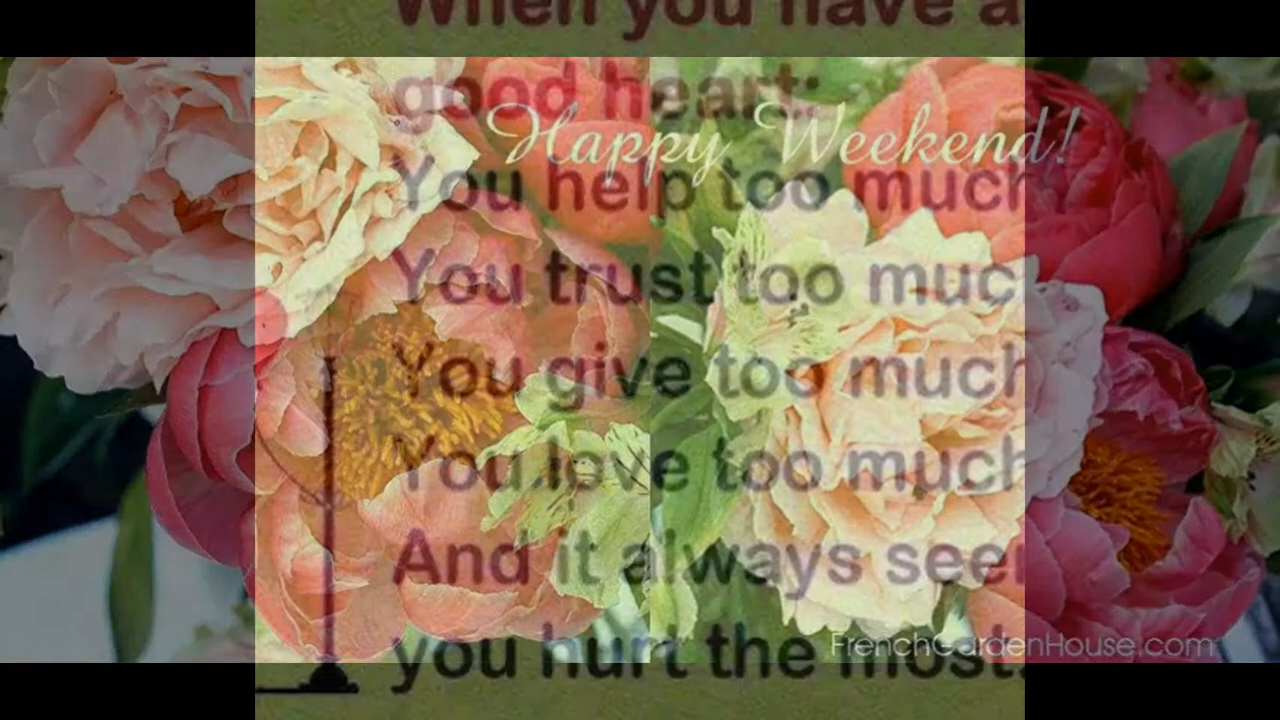 When you have a
good heart:
Happy Weekend!
You help too much
You trust too much
You give too much
You love too much
And it always
you hurt the most.
FrenchGardenHouse.com